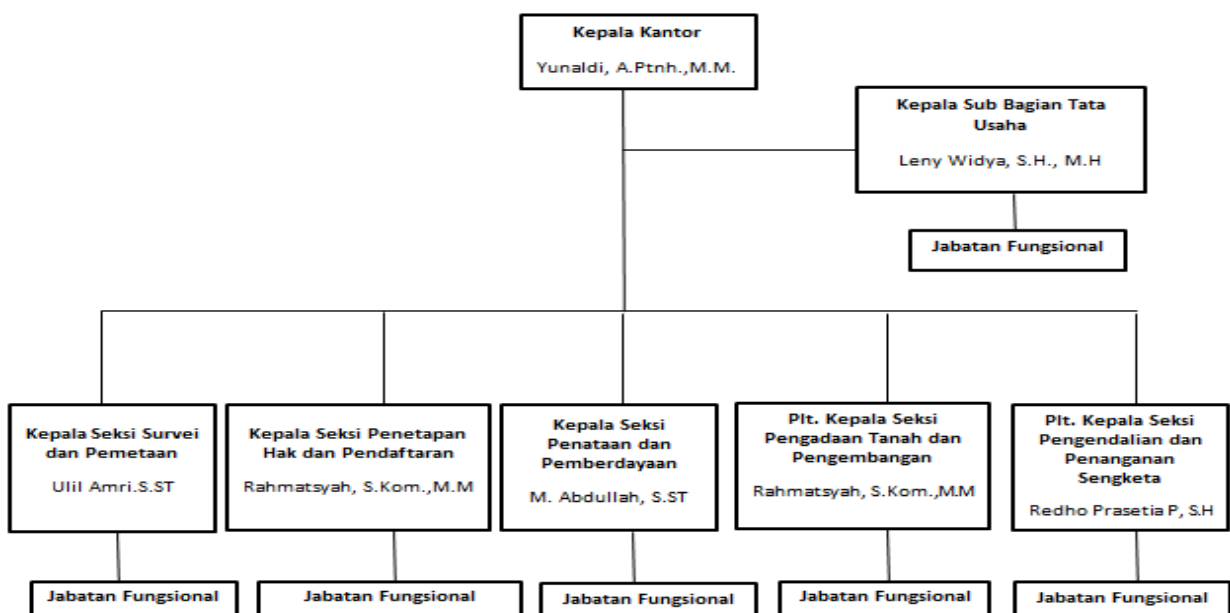 Kepala Kantor
Yunaldi, A.Ptnh.,M.M.
Kepala Sub Bagian Tata
Usaha
Leny Widya, S.H., M.H
Jabatan Fungsional
Kepala Seksi Survei
dan Pemetaan
Ulil Amri.S.ST
Kepala Seksi Penetapan
Hak dan Pendaftaran
Rahmatsyah, S.Kom.,M.M
Kepala Seksi
Penataan dan
Pemberdayaan
M. Abdullah, S.ST
Plt. Kepala Seksi
Pengadaan Tanah dan
Pengembangan
Rahmatsyah, S.Kom.,M.M
Plt. Kepala Seksi
Pengendalian dan
Penanganan
Sengketa
Redho Prasetia P, S.H
Jabatan Fungsional
Jabatan Fungsional
Jabatan Fungsional
Jabatan Fungsional
Jabatan Fungsional